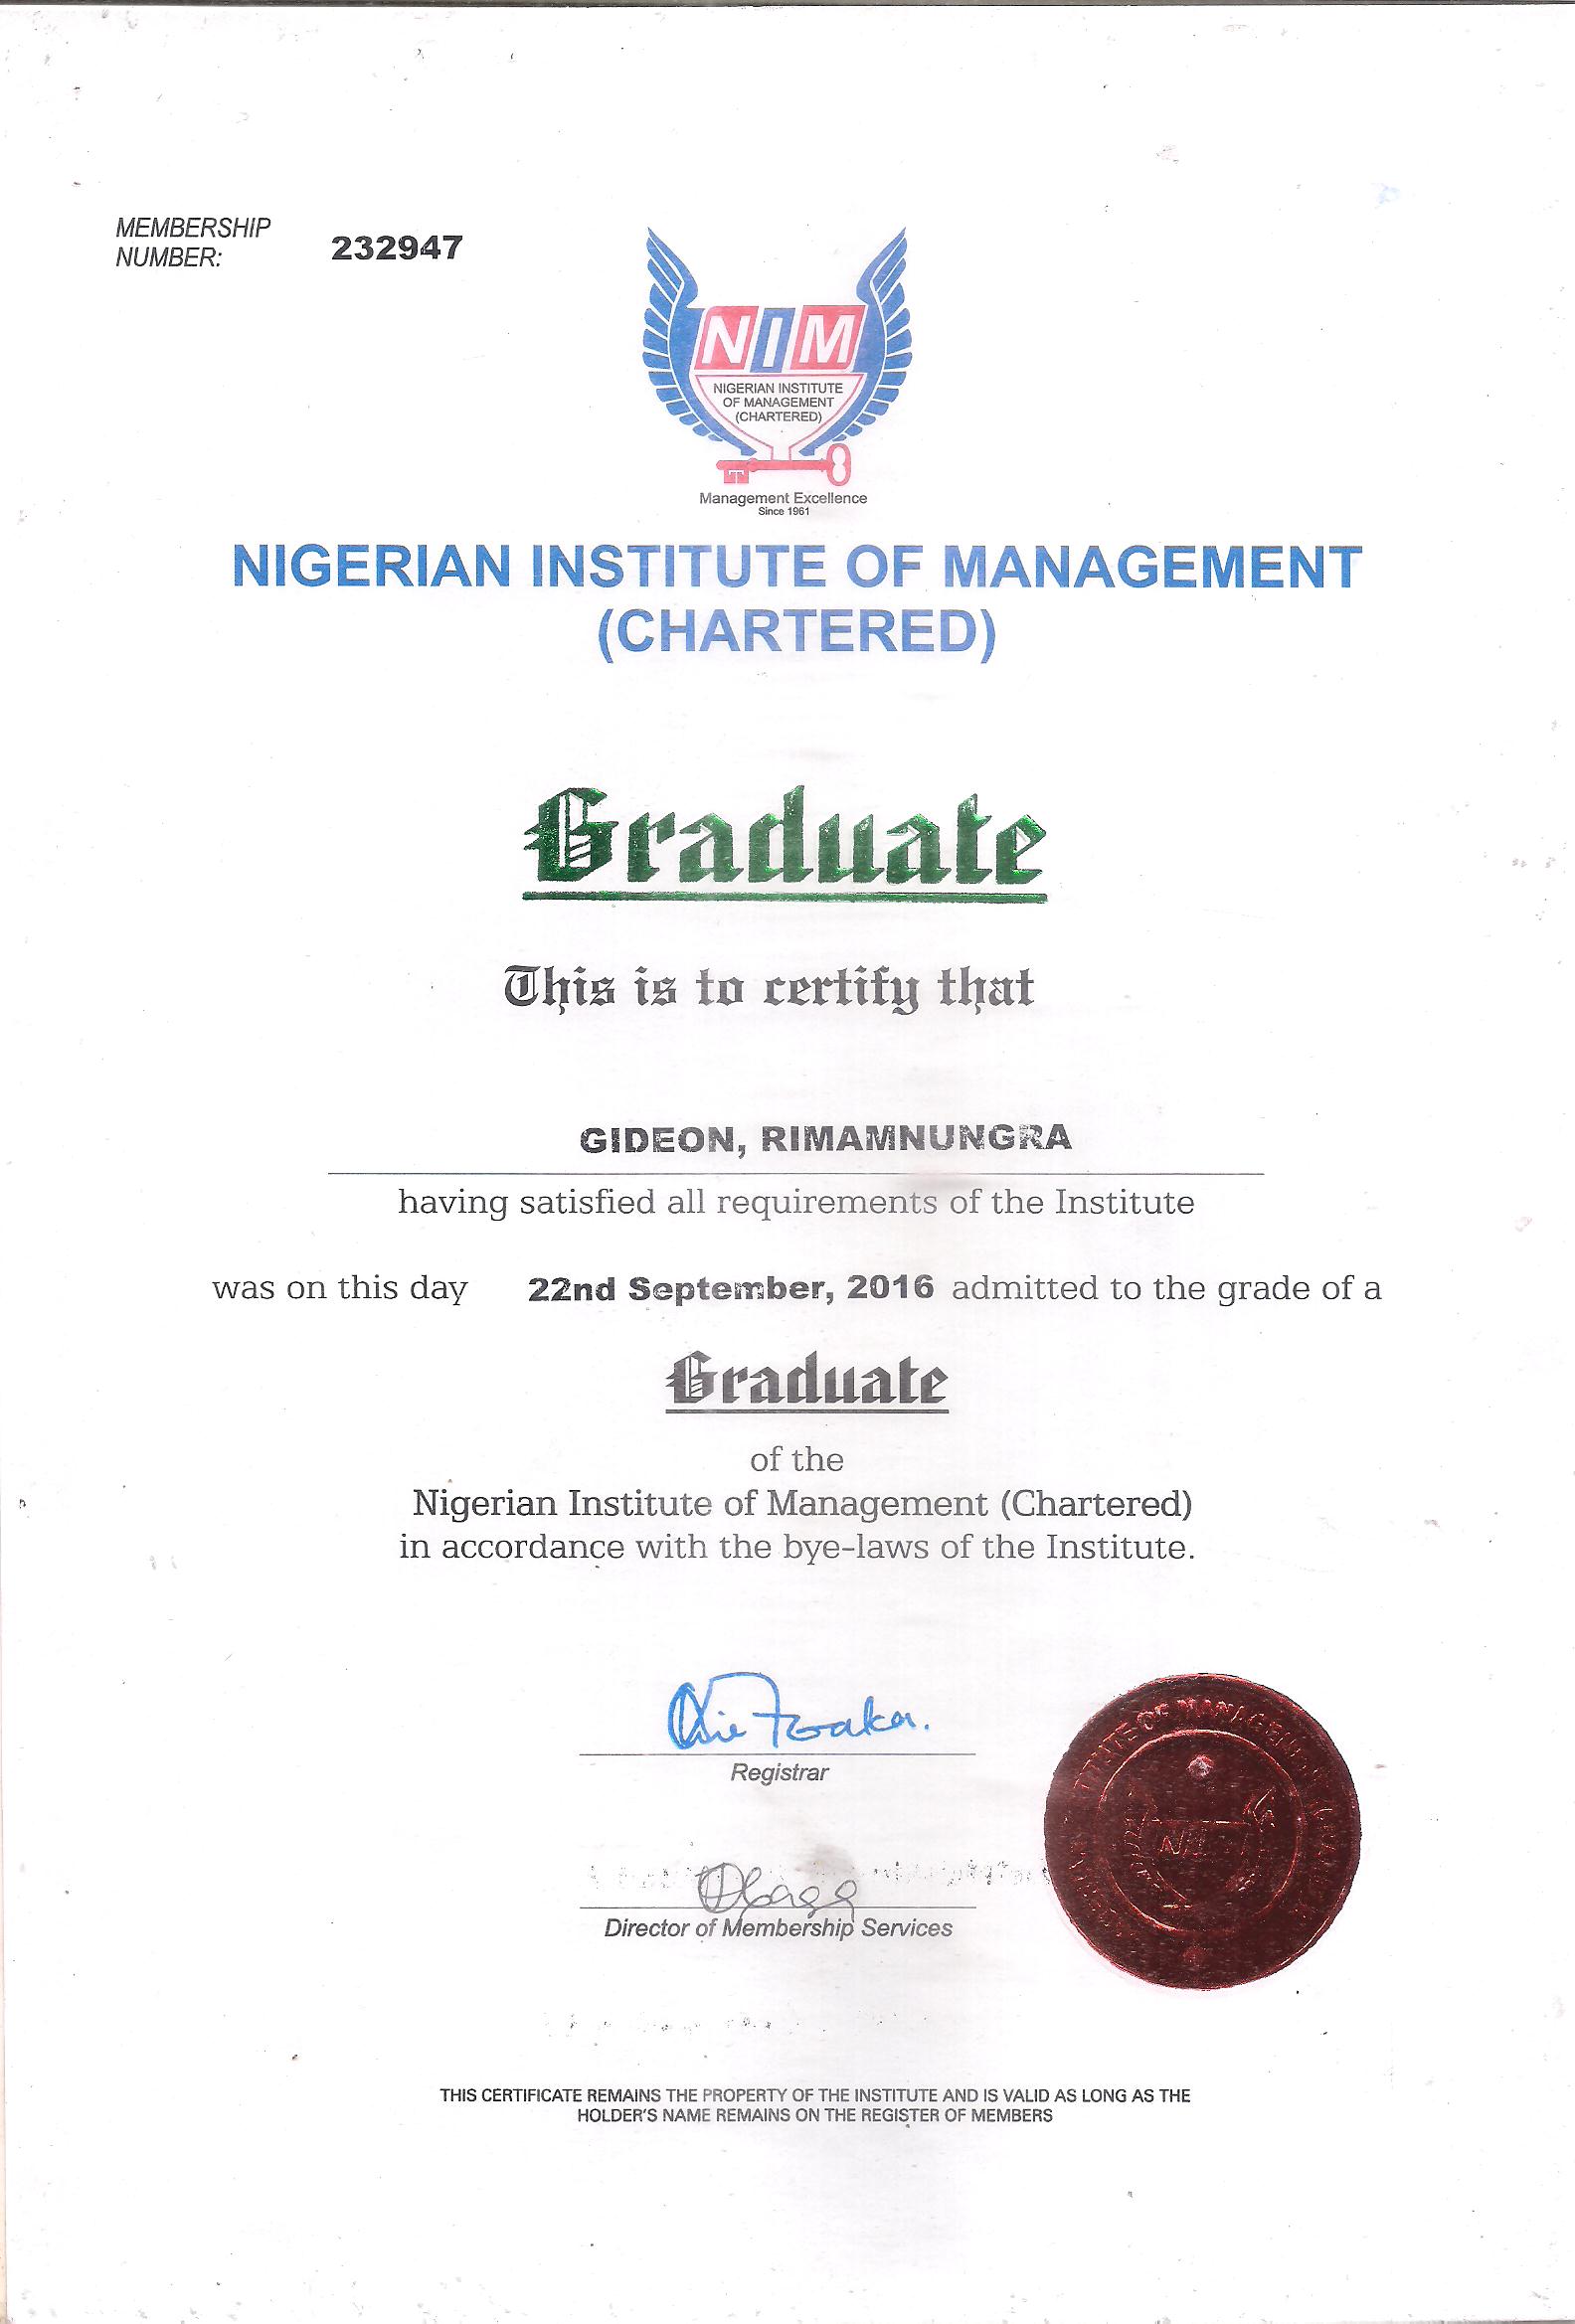 MEMBERSHIP
NUMBER:
232947
NIM
NIGERIAN INSTITUTE
OF MANAGEMENT
(CHARTERED)
Management Excellence
Since 1961
NIGERIAN INSTITUTE OF MANAGEMENT
(CHARTERED)
Graduate
This is to certify that
GIDEON, RIMAMNUNGRA
having satisfied all requirements of the Institute
was on this day 22nd September, 2016 admitted to the grade of a
Graduate
of the
Nigerian Institute of Management (Chartered)
in accordance with the bye-laws of the Institute.
Registrar
Director of Membership Services
THIS CERTIFICATE REMAINS THE PROPERTY OF THE INSTITUTE AND IS VALID AS LONG AS THE
HOLDER'S NAME REMAINS ON THE REGISTER OF MEMBERS